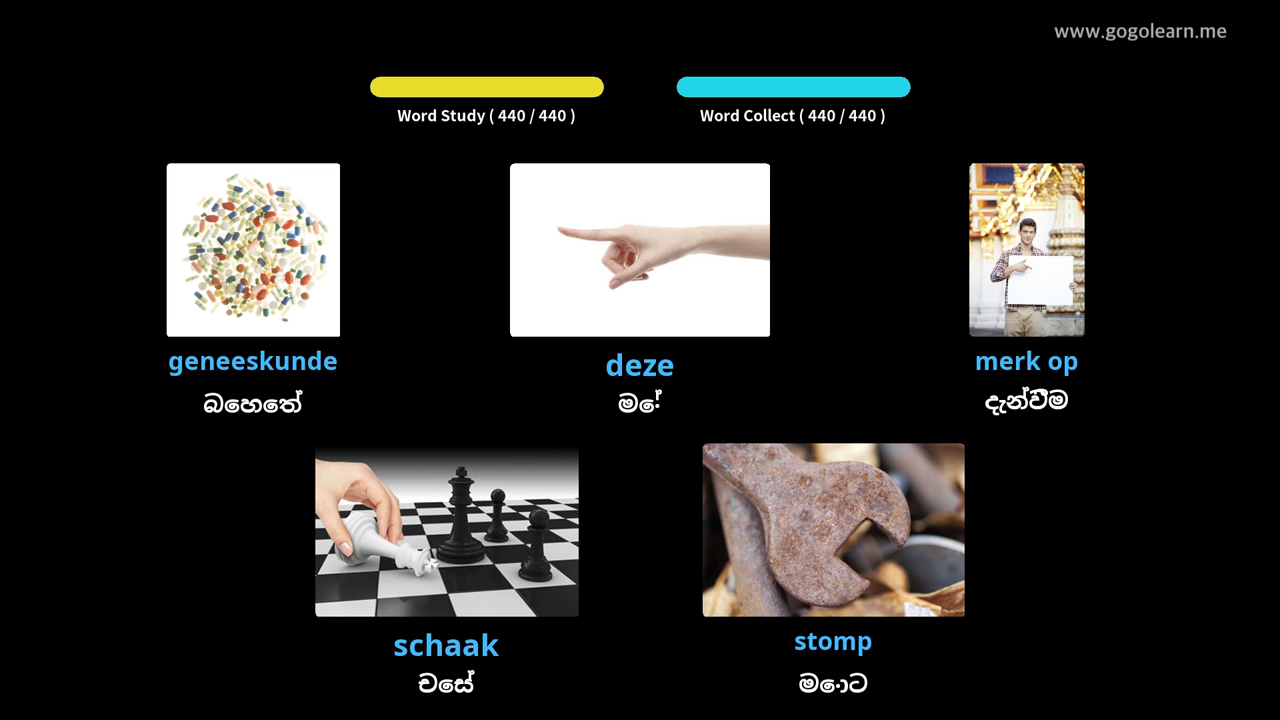 www.gogolearn.me
Word Study ( 440 / 440 )
Word Collect ( 440 / 440 )
geneeskunde
deze
merk op
බෙහෙත්
මේ
දැන්වීම
schaak
stomp
චෙස්
මොට